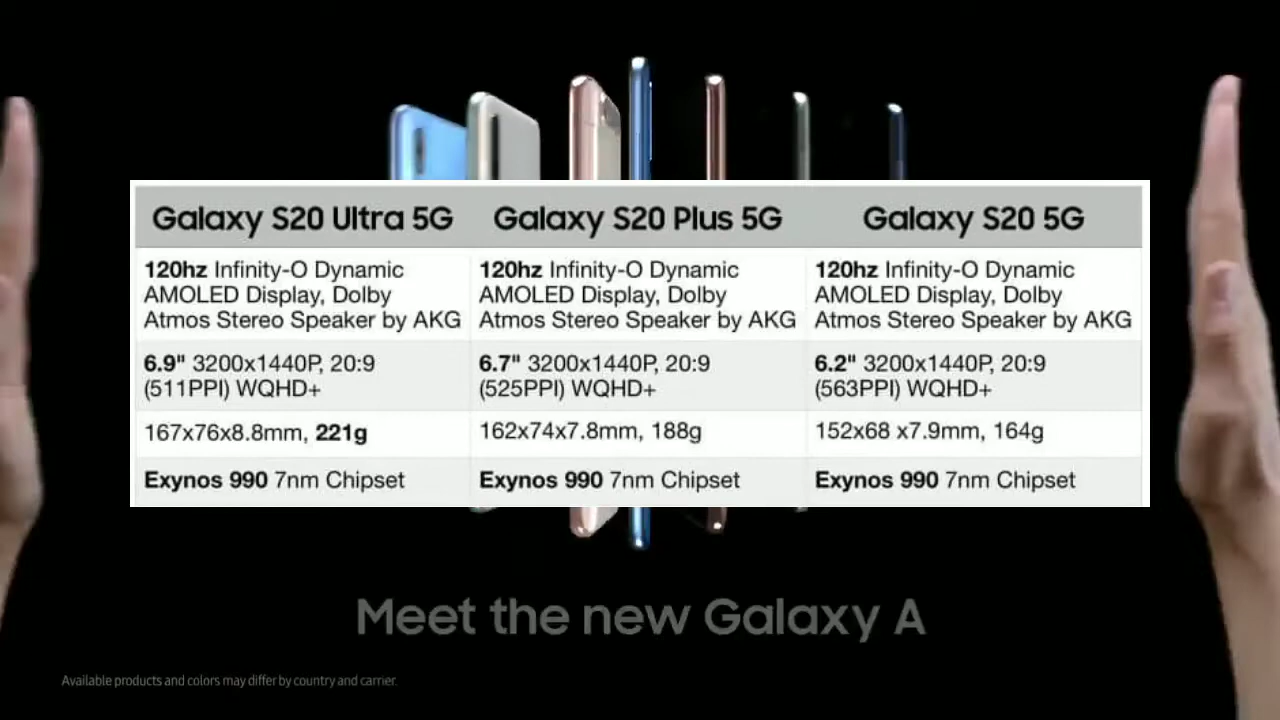 Galaxy S20 Ultra 5G Galaxy S20 Plus 5G Galaxy S20 5G
120hz Infinity-O Dynamic
AMOLED Display, Dolby
Atmos Stereo Speaker by AKG
120hz Infinity-O Dynamic
AMOLED Display, Dolby
Atmos Stereo Speaker by AKG
120hz Infinity-O Dynamic
AMOLED Display, Dolby
Atmos Stereo Speaker by AKG
6.9" 3200x1440P, 20:9
(511PPI) WQHD+
6.7" 3200x1440P, 20:9
(525PPI) WQHD+
6.2" 3200x1440P, 20:9
(563PPI) WQHD+
167x76x8.8mm, 221g
162x74x7.8mm, 188g
152x68 x7.9mm, 164g
Exynos 990 7nm Chipset
Exynos 990 7nm Chipset
Exynos 990 7nm Chipset
Meet the new Galaxy A
Available products and colors may differ by country and carrier.